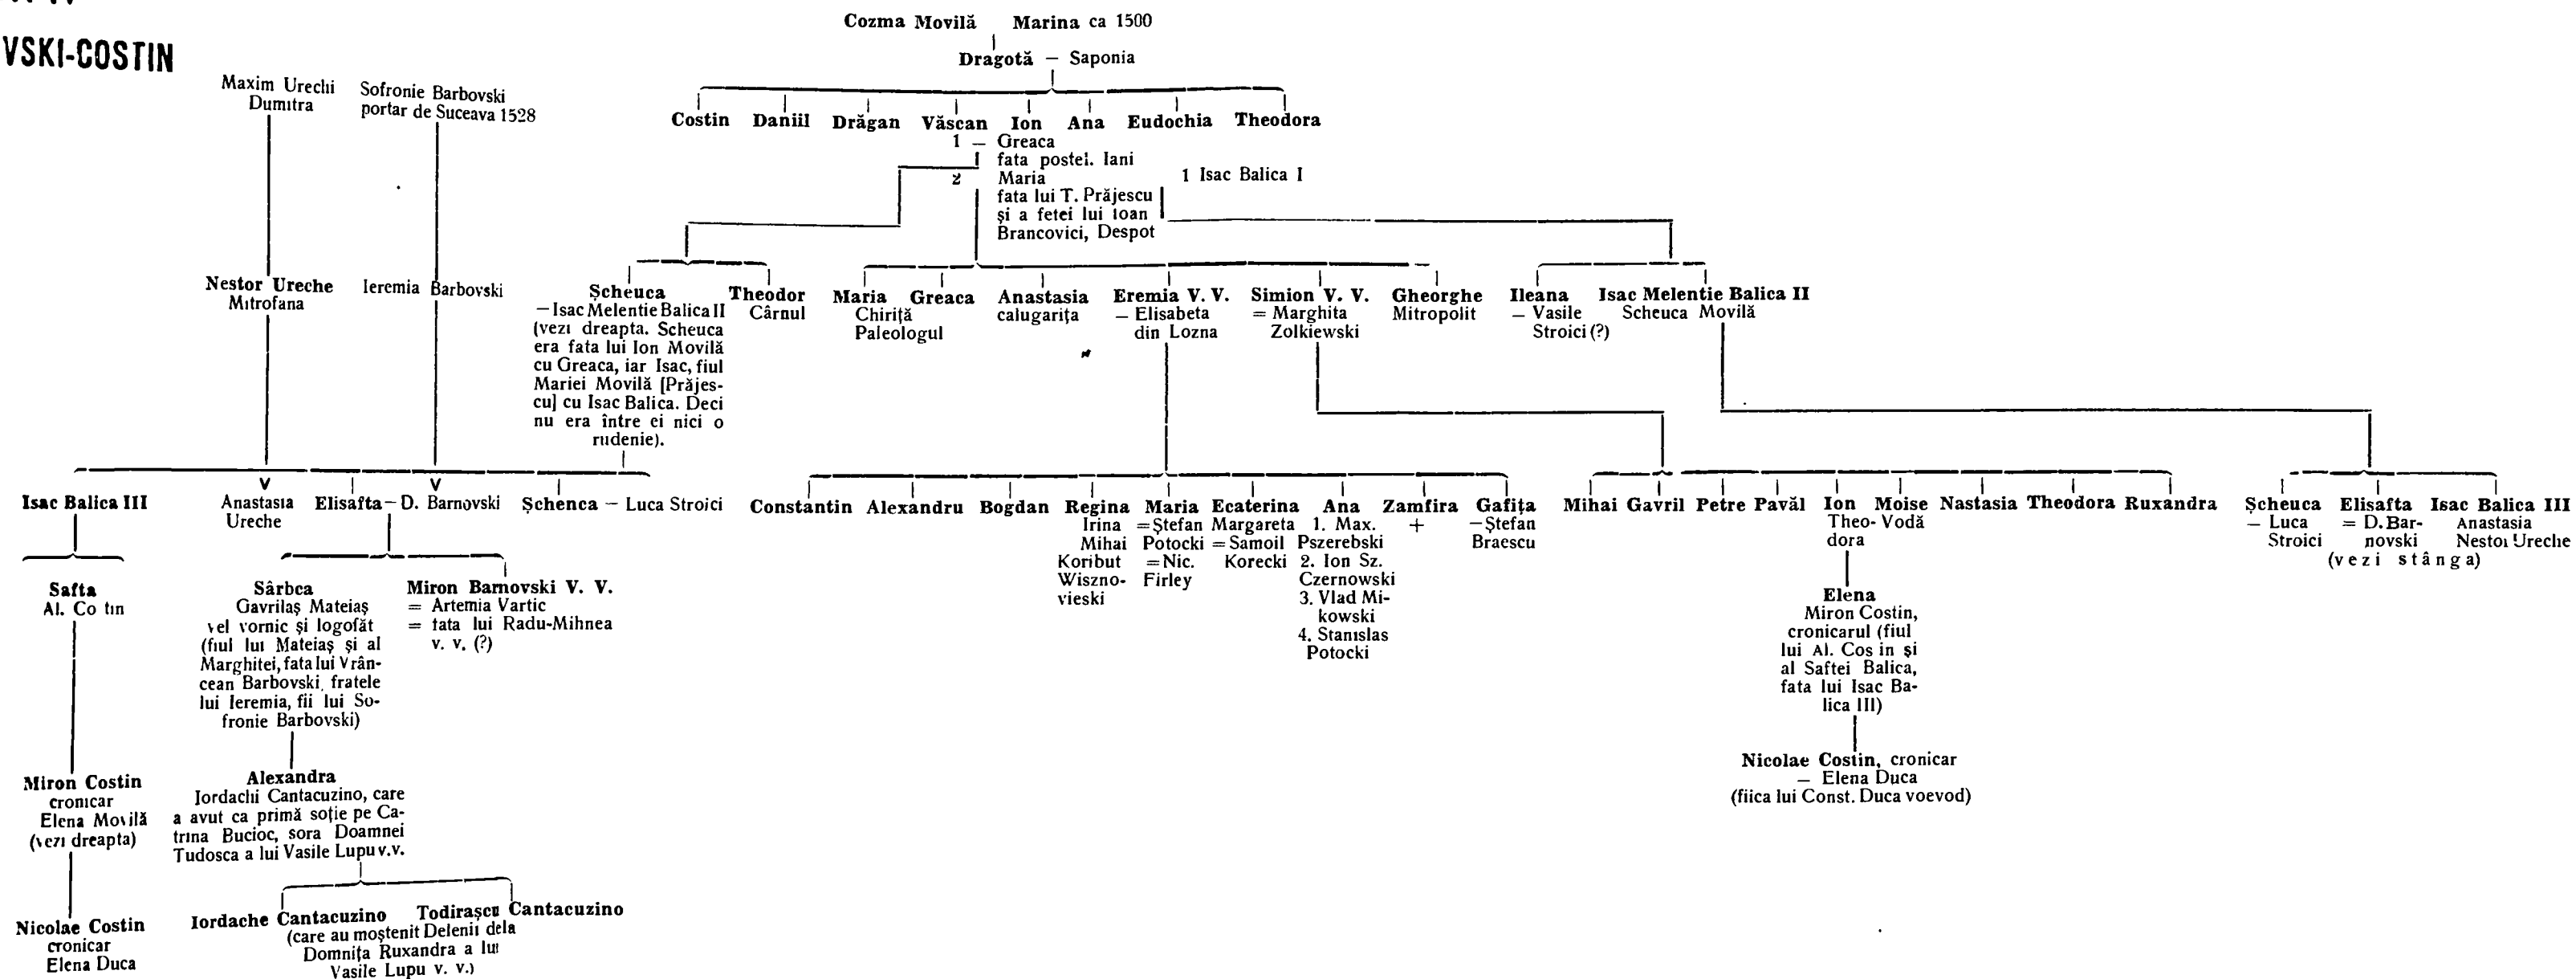 VSKI-COSTIN
Cozma Movilă Marina ca 1500
Dragotă — Saponia
Maxim Urechi
Dumitra
Sofronie Barbovski
portar de Suceava 1528
Costin Daniil Drăgan Văscan Ion Ana Eudochia Theodora
1 — Greaca
fata postel. Iani
2 Maria
fata lui T. Prăjescu
și a fetei lui Ioan
Brancovici, Despot
1 Isac Balica I
Nestor Ureche
Mitrofana
Ieremia Barbovski
Șcheuca
— Isac Melentie Balica II
(vezi dreapta. Scheuca
era fata lui Ion Movilă
cu Greaca, iar Isac, fiul
Mariei Movilă [Prăjes-
cu] cu Isac Balica. Deci
nu era între ei nici o
rudenie).
Theodor
Cârnul
Maria
Chiriță
Paleologul
Greaca
Anastasia
calugarița
Eremia V. V.
— Elisabeta
din Lozna
Simion V. V.
= Marghita
Zolkiewski
Gheorghe
Mitropolit
Ileana
— Vasile
Stroici (?)
Isac Melentie Balica II
Scheuca Movilă
Isac Balica III
Anastasia
Ureche
Elisafta — D. Barnovski
Șchenca — Luca Stroici
Constantin Alexandru Bogdan
Regina
Irina
Mihai
Koribut
Wiszno-
vieski
Maria
= Ștefan
Potocki
= Nic.
Firley
Ecaterina
Margareta
= Samoil
Korecki
Ana
1. Max.
Pszerebski
2. Ion Sz.
Czernowski
3. Vlad Mi-
kowski
4. Stanislas
Potocki
Zamfira
+
Gafița
— Ștefan
Braescu
Mihai Gavril Petre Pavăl
Ion
Theo-
dora
Moise
Vodă
Nastasia Theodora Ruxandra
Șcheuca
— Luca
Stroici
Elisafta
= D. Bar-
novski
(vezi stânga)
Isac Balica III
Anastasia
Nestor Ureche
Safta
Al. Co tin
Sârbca
Gavrilaș Mateiaș
vel vornic și logofăt
(fiul lui Mateiaș și al
Marghitei, fata lui Vrân-
cean Barbovski, fratele
lui Ieremia, fii lui So-
fronie Barbovski)
Miron Barnovski V. V.
= Artemia Vartic
= fata lui Radu-Mihnea
v. v. (?)
Elena
Miron Costin,
cronicarul (fiul
lui Al. Cos in și
al Saftei Balica,
fata lui Isac Ba-
lica III)
Nicolae Costin, cronicar
— Elena Duca
(fiica lui Const. Duca voevod)
Miron Costin
cronicar
Elena Movilă
(vezi dreapta)
Alexandra
Iordachi Cantacuzino, care
a avut ca primă soție pe Ca-
trina Bucioc, sora Doamnei
Tudosca a lui Vasile Lupu v.v.
Nicolae Costin
cronicar
Elena Duca
Iordache Cantacuzino Todirașcu Cantacuzino
(care au moștenit Delenii dela
Domnița Ruxandra a lui
Vasile Lupu v. v.)